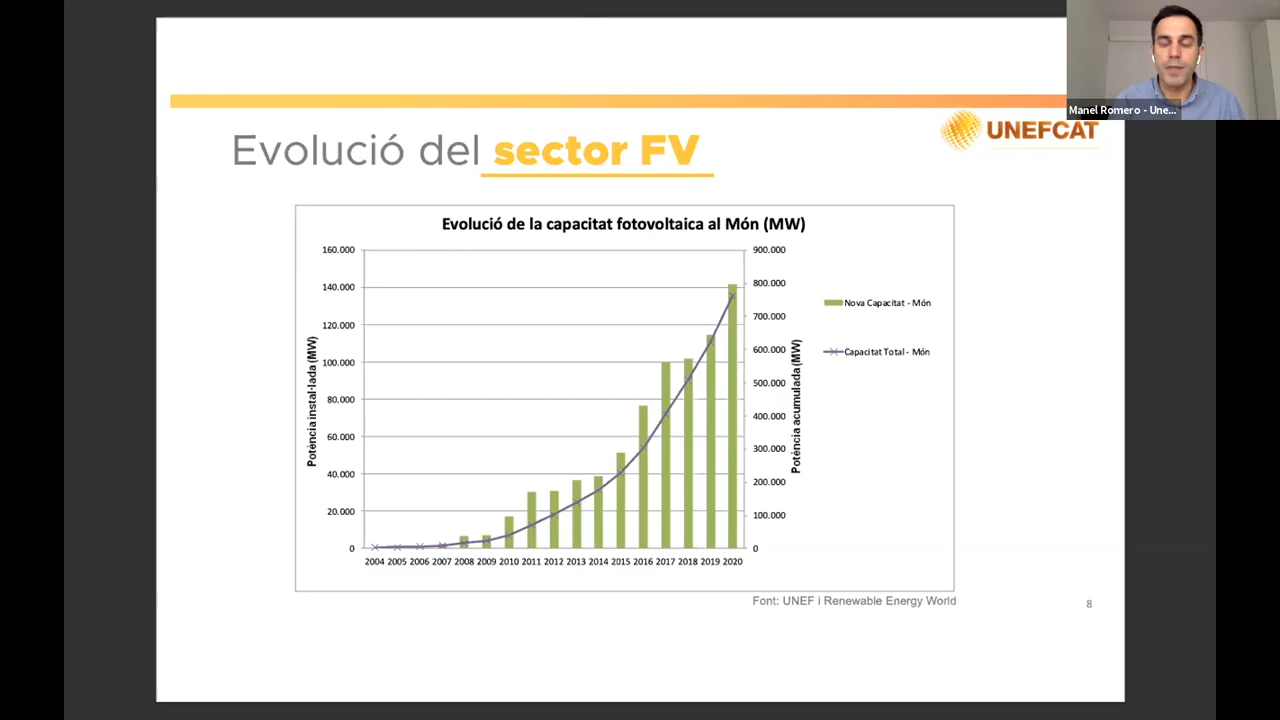 Manel Romero - Une...
UNEFCAT
Evolució del sector FV
Evolució de la capacitat fotovoltaica al Món (MW)
160.000
140.000
120.000
100.000
80.000
60.000
40.000
20.000
0
Potència instal·lada (MW)
900.000
800.000
700.000
600.000
500.000
400.000
300.000
200.000
100.000
0
Potència acumulada (MW)
Nova Capacitat - Món
Capacitat Total - Món
2004 2005 2006 2007 2008 2009 2010 2011 2012 2013 2014 2015 2016 2017 2018 2019 2020
Font: UNEF i Renewable Energy World
8